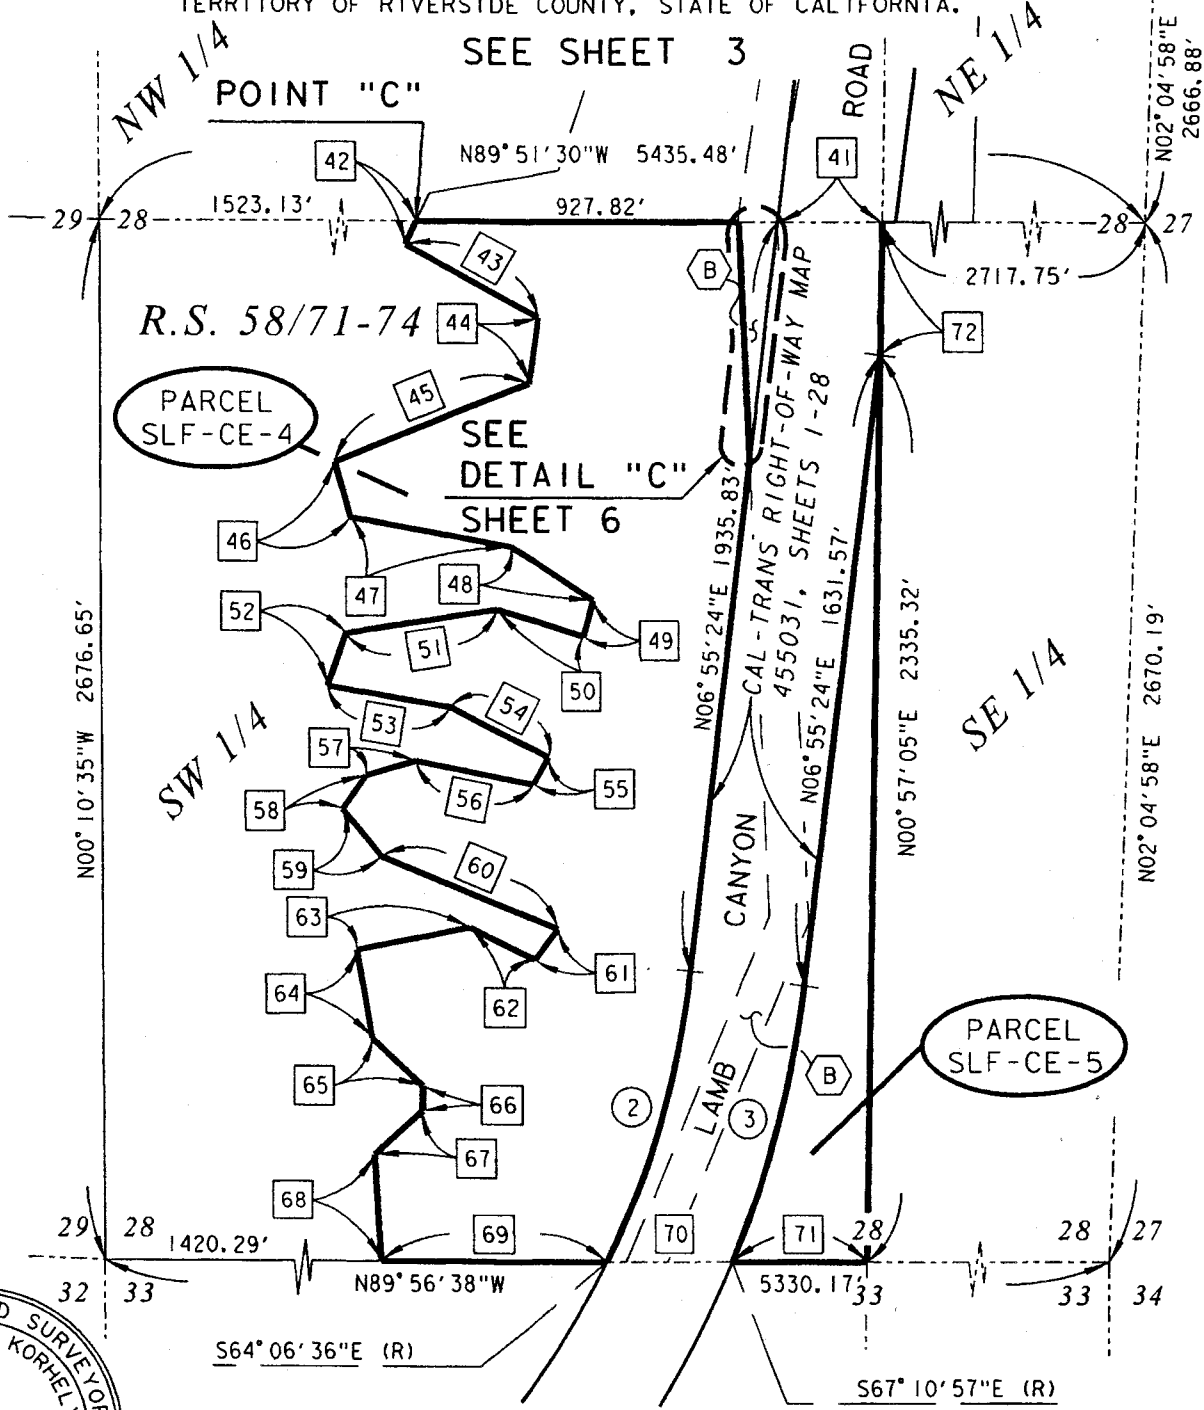 TERRITORY OF RIVERSIDE COUNTY, STATE OF CALIFORNIA.
SEE SHEET 3
NW 1/4
NE 1/4
POINT "C"
ROAD
N02°04'58"E
2666.88'
42
N89°51'30"W 5435.48'
41
29
28
1523.13'
927.82'
28
27
43
B
2717.75'
R.S. 58/71-74
44
72
45
PARCEL
SLF-CE-4
SEE
DETAIL "C"
SHEET 6
CAL-TRANS RIGHT-OF-WAY MAP
455031, SHEETS 1-28
46
47
48
N06°55'24"E 1935.83'
N06°55'24"E 1631.57'
52
51
49
50
N00°10'35"W 2676.65'
N00°57'05"E 2335.32'
N02°04'58"E 2670.19'
SE 1/4
SW 1/4
53
54
57
55
56
58
59
60
CANYON
63
61
62
64
PARCEL
SLF-CE-5
65
66
2
LAMB
3
B
67
68
29
28
1420.29'
69
70
71
28
28
27
32
33
N89°56'38"W
5330.17'
33
33
34
S64°06'36"E (R)
S67°10'57"E (R)
SURVEYOR
KORHEL